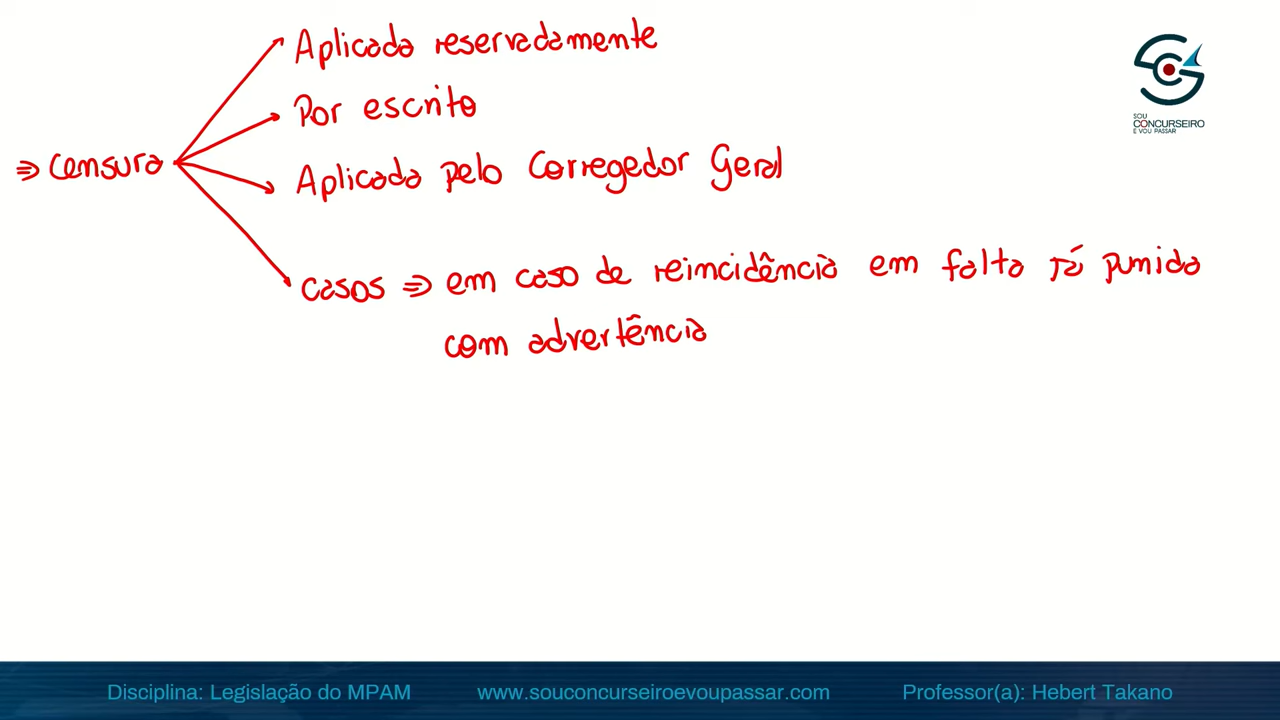 Aplicada reservadamente
Por escrito
⇒ Censura
Aplicada pelo Corregedor Geral
casos ⇒ em caso de reincidência em falta já punida
com advertência
SOU
CONCURSEIRO
E VOU PASSAR
Disciplina: Legislação do MPAM www.souconcurseiroevoupassar.com Professor(a): Hebert Takano